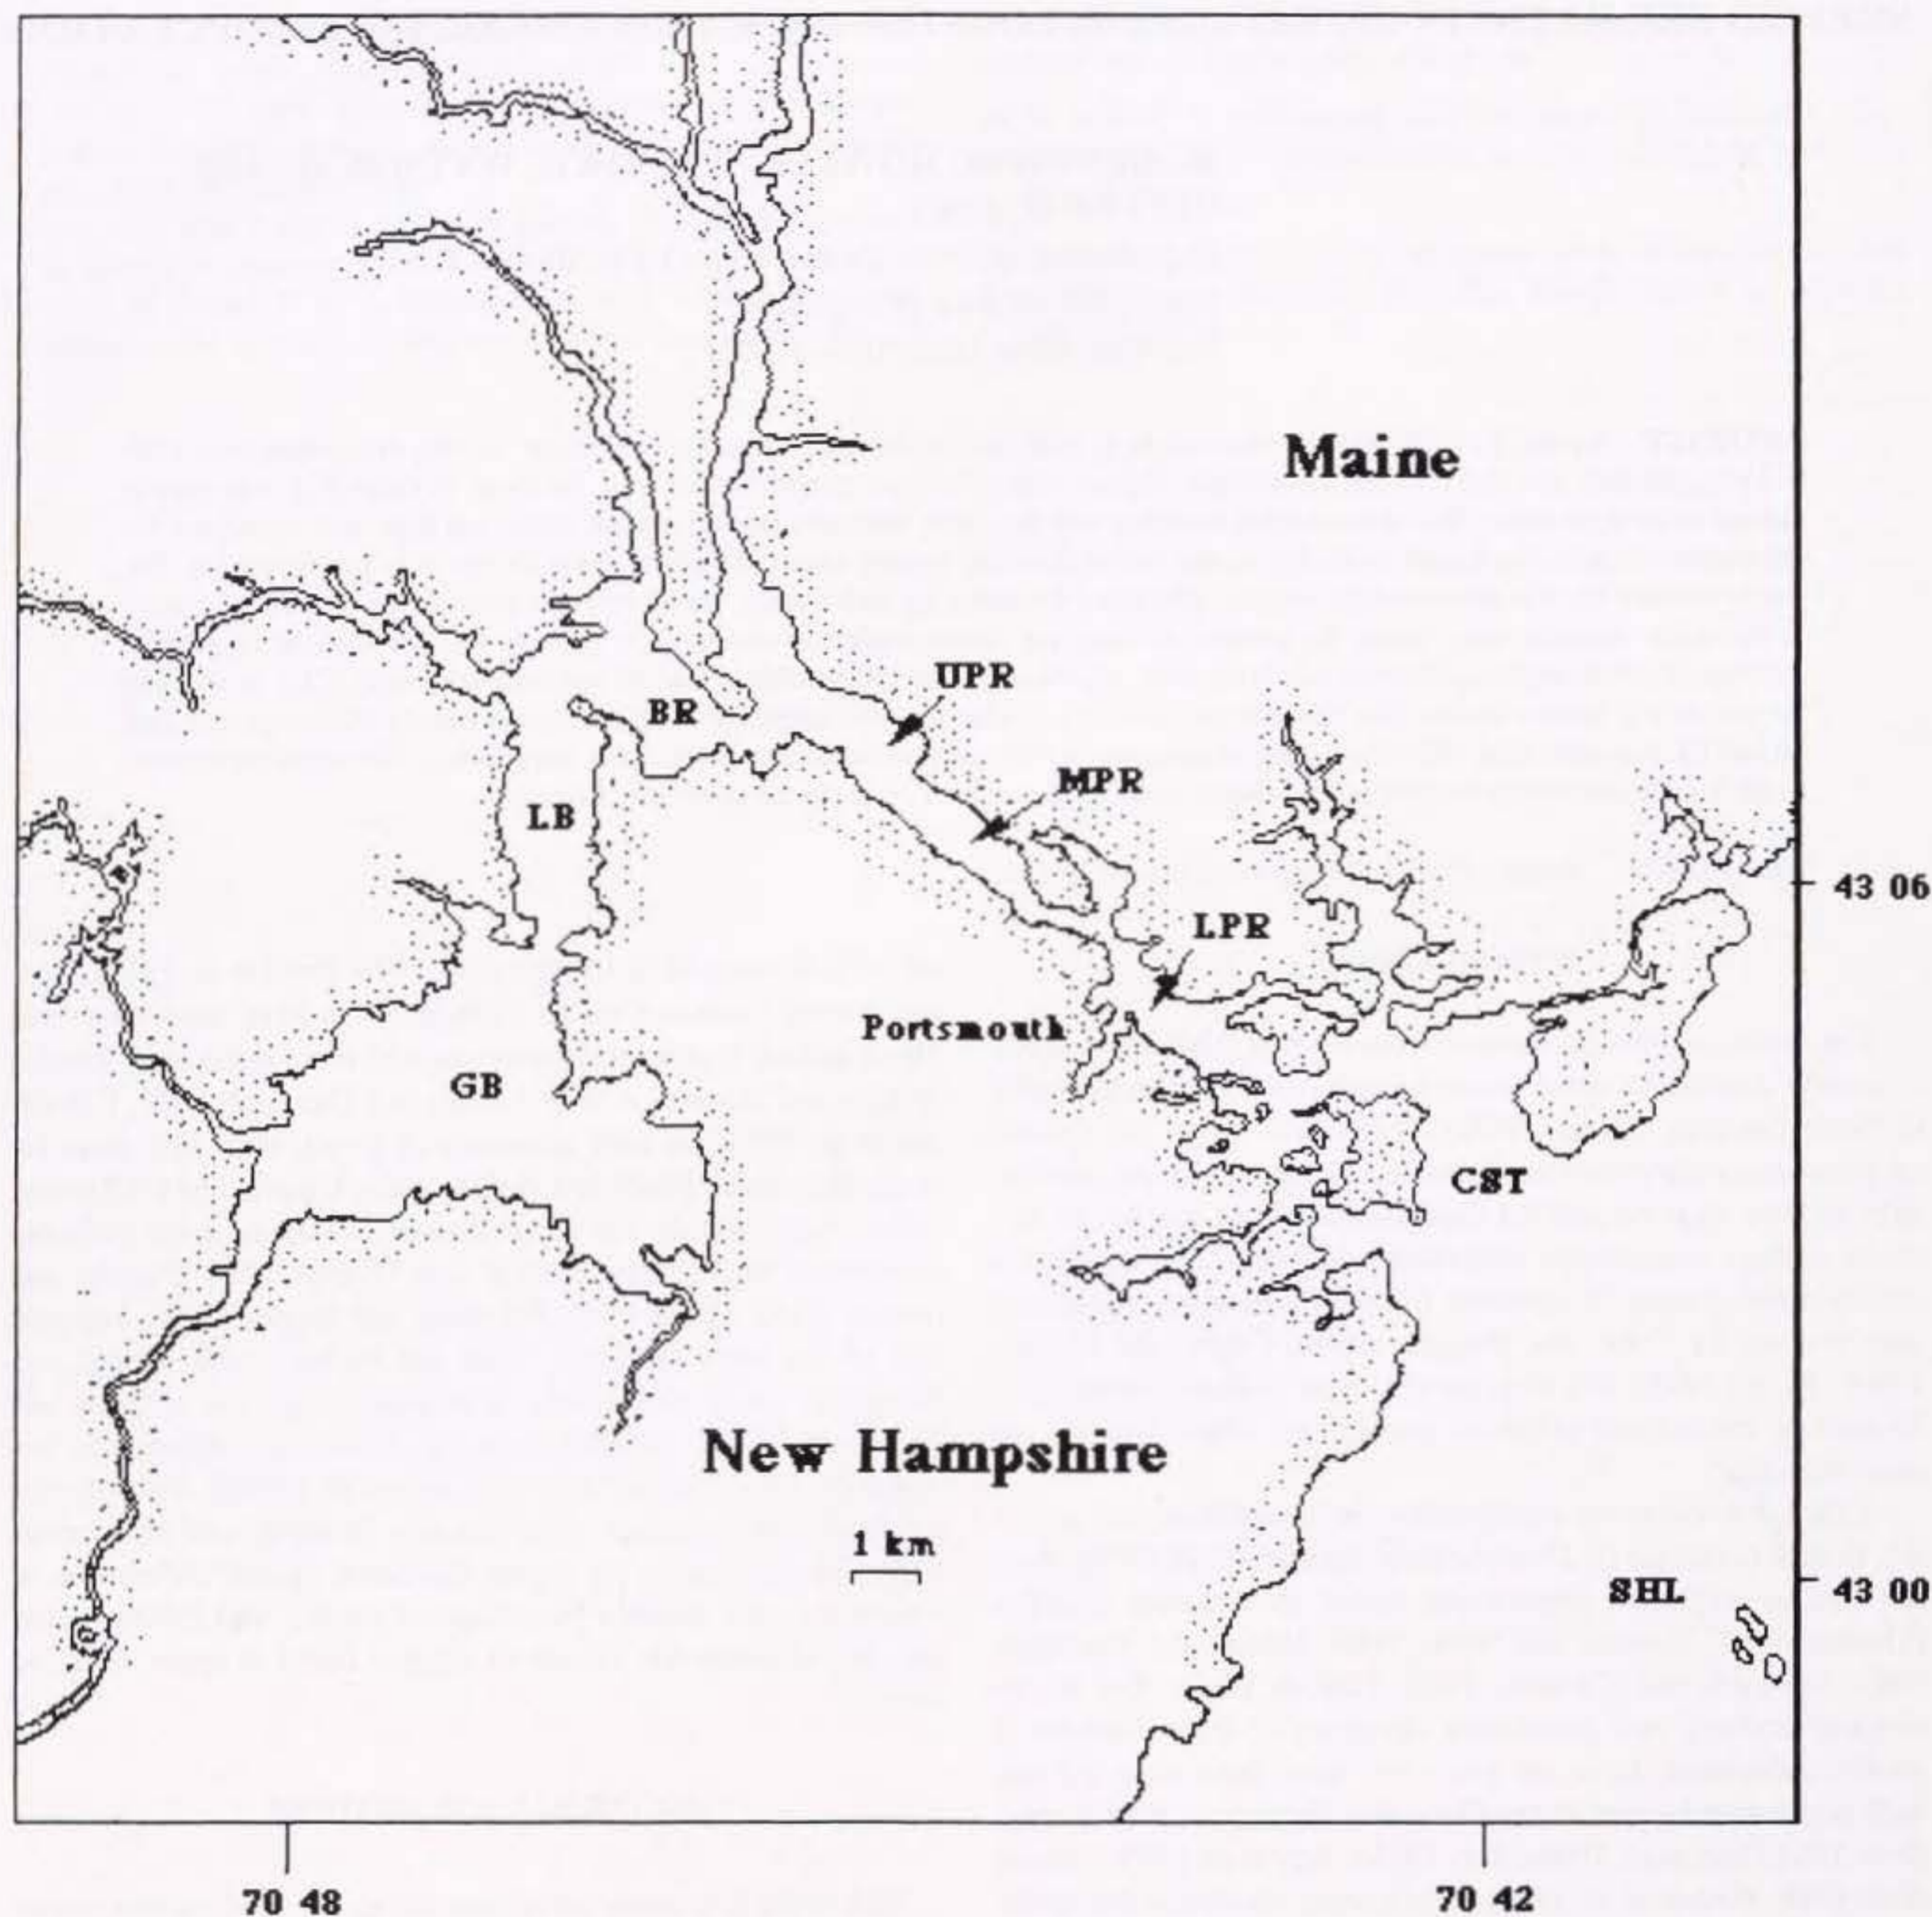 Maine
UPR
BR
MPR
LB
43 06
LPR
Portsmouth
GB
CST
New Hampshire
1 km
SHL
43 00
70 48
70 42